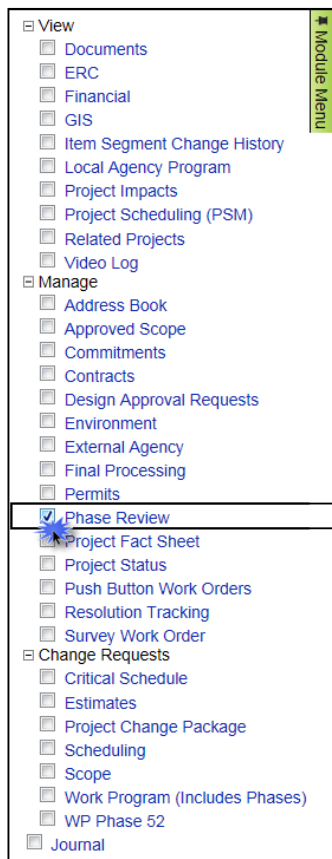 View
Module Menu
Documents
ERC
Financial
GIS
Item Segment Change History
Local Agency Program
Project Impacts
Project Scheduling (PSM)
Related Projects
Video Log
Manage
Address Book
Approved Scope
Commitments
Contracts
Design Approval Requests
Environment
External Agency
Final Processing
Permits
Phase Review
Project Fact Sheet
Project Status
Push Button Work Orders
Resolution Tracking
Survey Work Order
Change Requests
Critical Schedule
Estimates
Project Change Package
Scheduling
Scope
Work Program (Includes Phases)
WP Phase 52
Journal